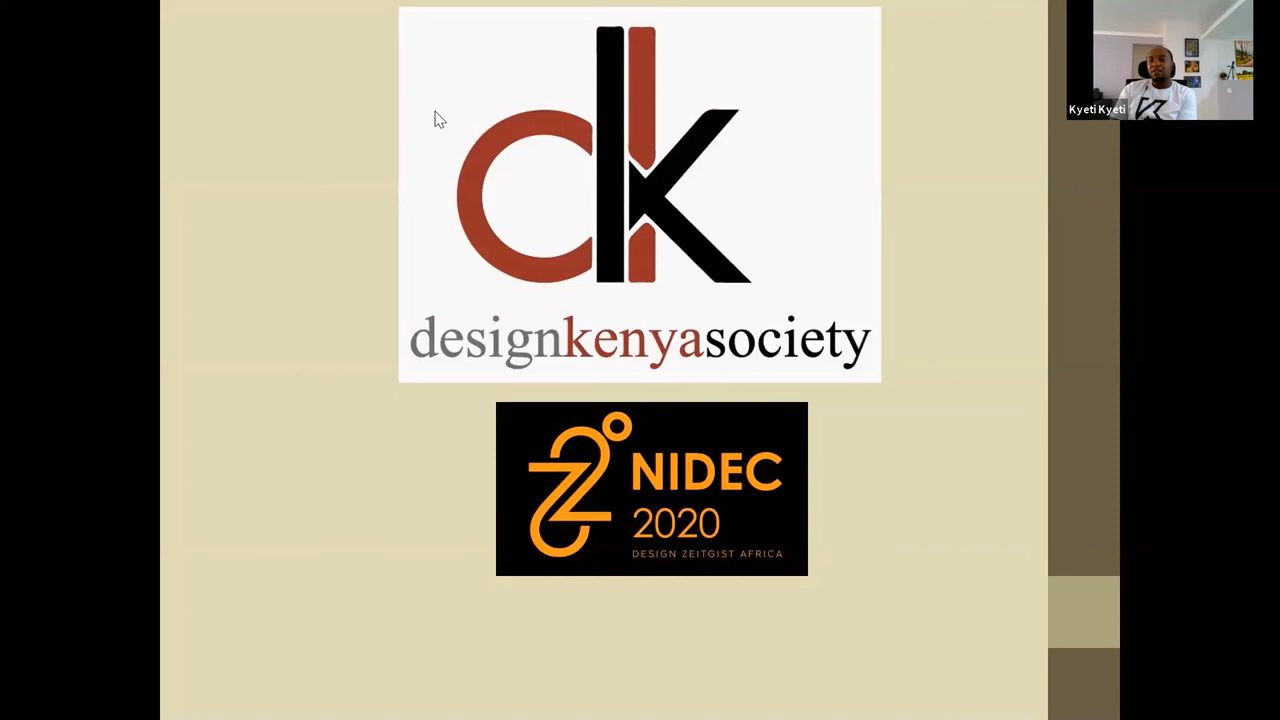 dk
designkenyasociety
NIDEC
2020
DESIGN ZEITGIST AFRICA
Kyeti Kyeti
K